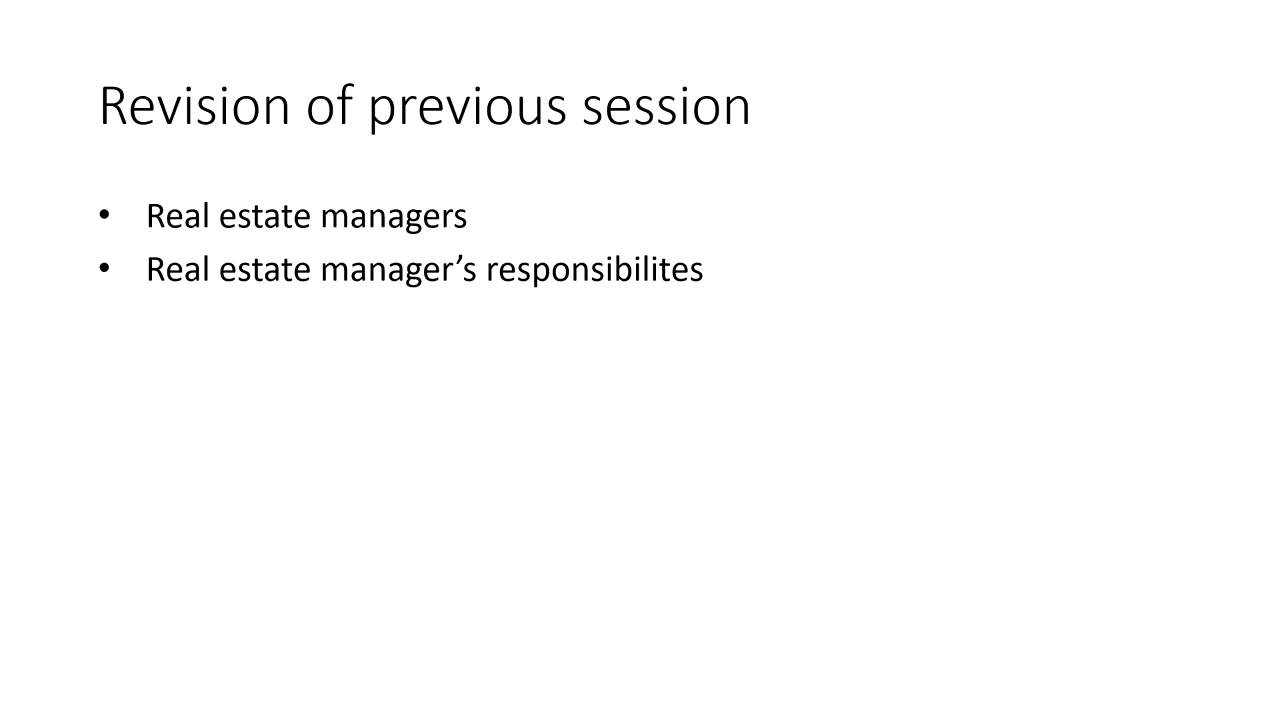 Revision of previous session
• Real estate managers
• Real estate manager’s responsibilites